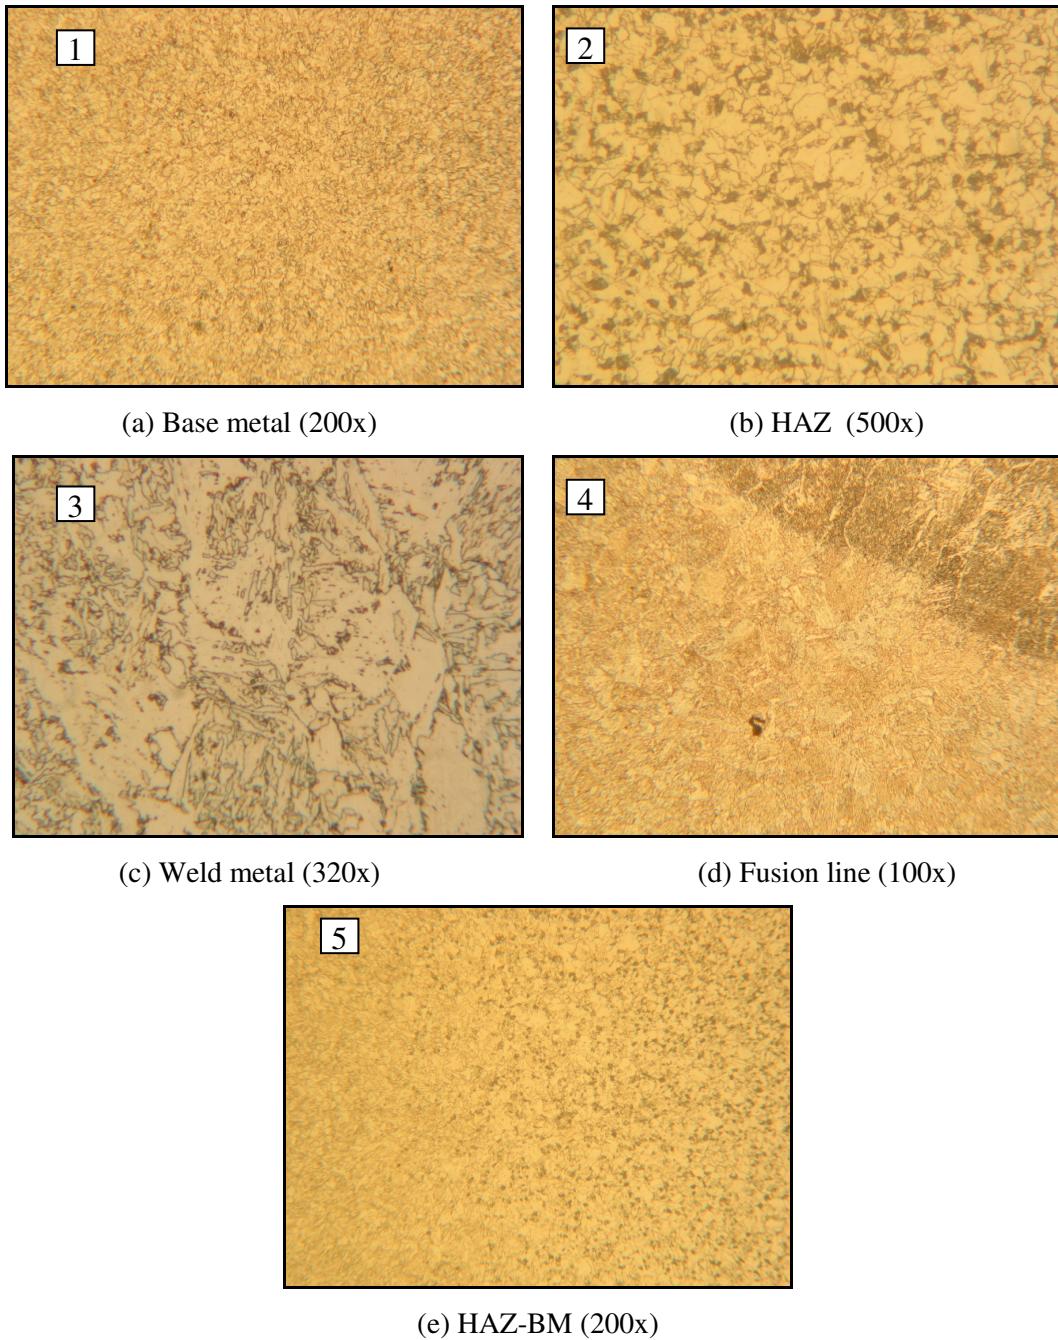 1
2
(a) Base metal (200x)
(b) HAZ (500x)
3
4
(c) Weld metal (320x)
(d) Fusion line (100x)
5
(e) HAZ-BM (200x)